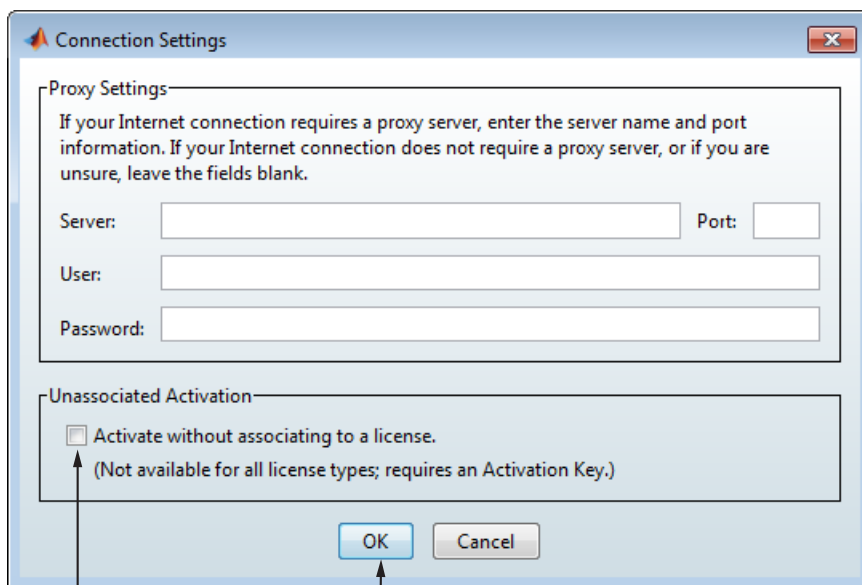 Connection Settings
Proxy Settings
If your Internet connection requires a proxy server, enter the server name and port
information. If your Internet connection does not require a proxy server, or if you are
unsure, leave the fields blank.
Server:
Port:
User:
Password:
Unassociated Activation
Activate without associating to a license.
(Not available for all license types; requires an Activation Key.)
OK
Cancel